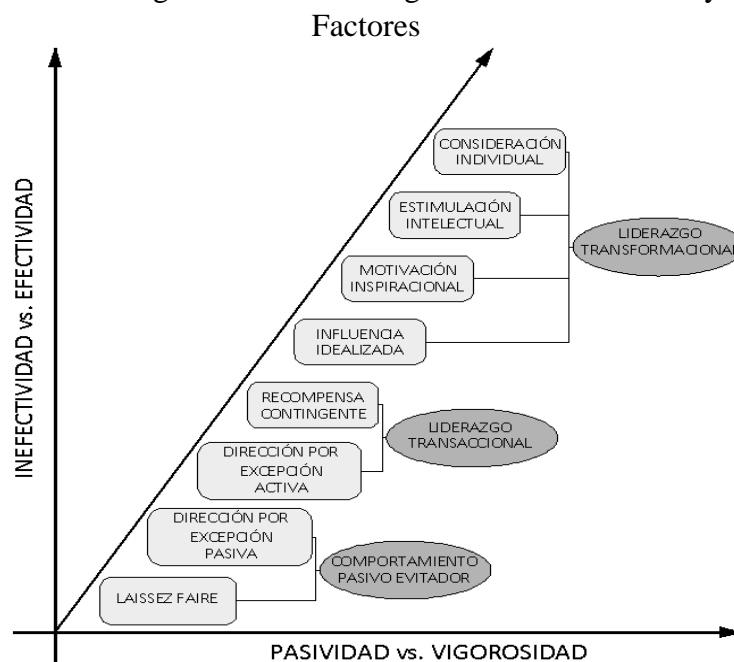 Factores
CONSIDERACIÓN
INDIVIDUAL
ESTIMULACIÓN
INTELECTUAL
LIDERAZGO
TRANSFORMACIONAL
MOTIVACIÓN
INSPIRACIONAL
INFLUENCIA
IDEALIZADA
RECOMPENSA
CONTINGENTE
LIDERAZGO
TRANSACCIONAL
DIRECCIÓN POR
EXCEPCIÓN
ACTIVA
DIRECCIÓN POR
EXCEPCIÓN
PASIVA
COMPORTAMIENTO
PASIVO EVITADOR
LAISSEZ FAIRE
INEFECTIVIDAD vs. EFECTIVIDAD
PASIVIDAD vs. VIGOROSIDAD